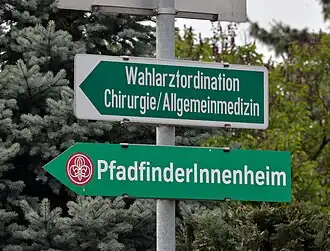 Wahlarztordination
Chirurgie/Allgemeinmedizin
PfadfinderInnenheim